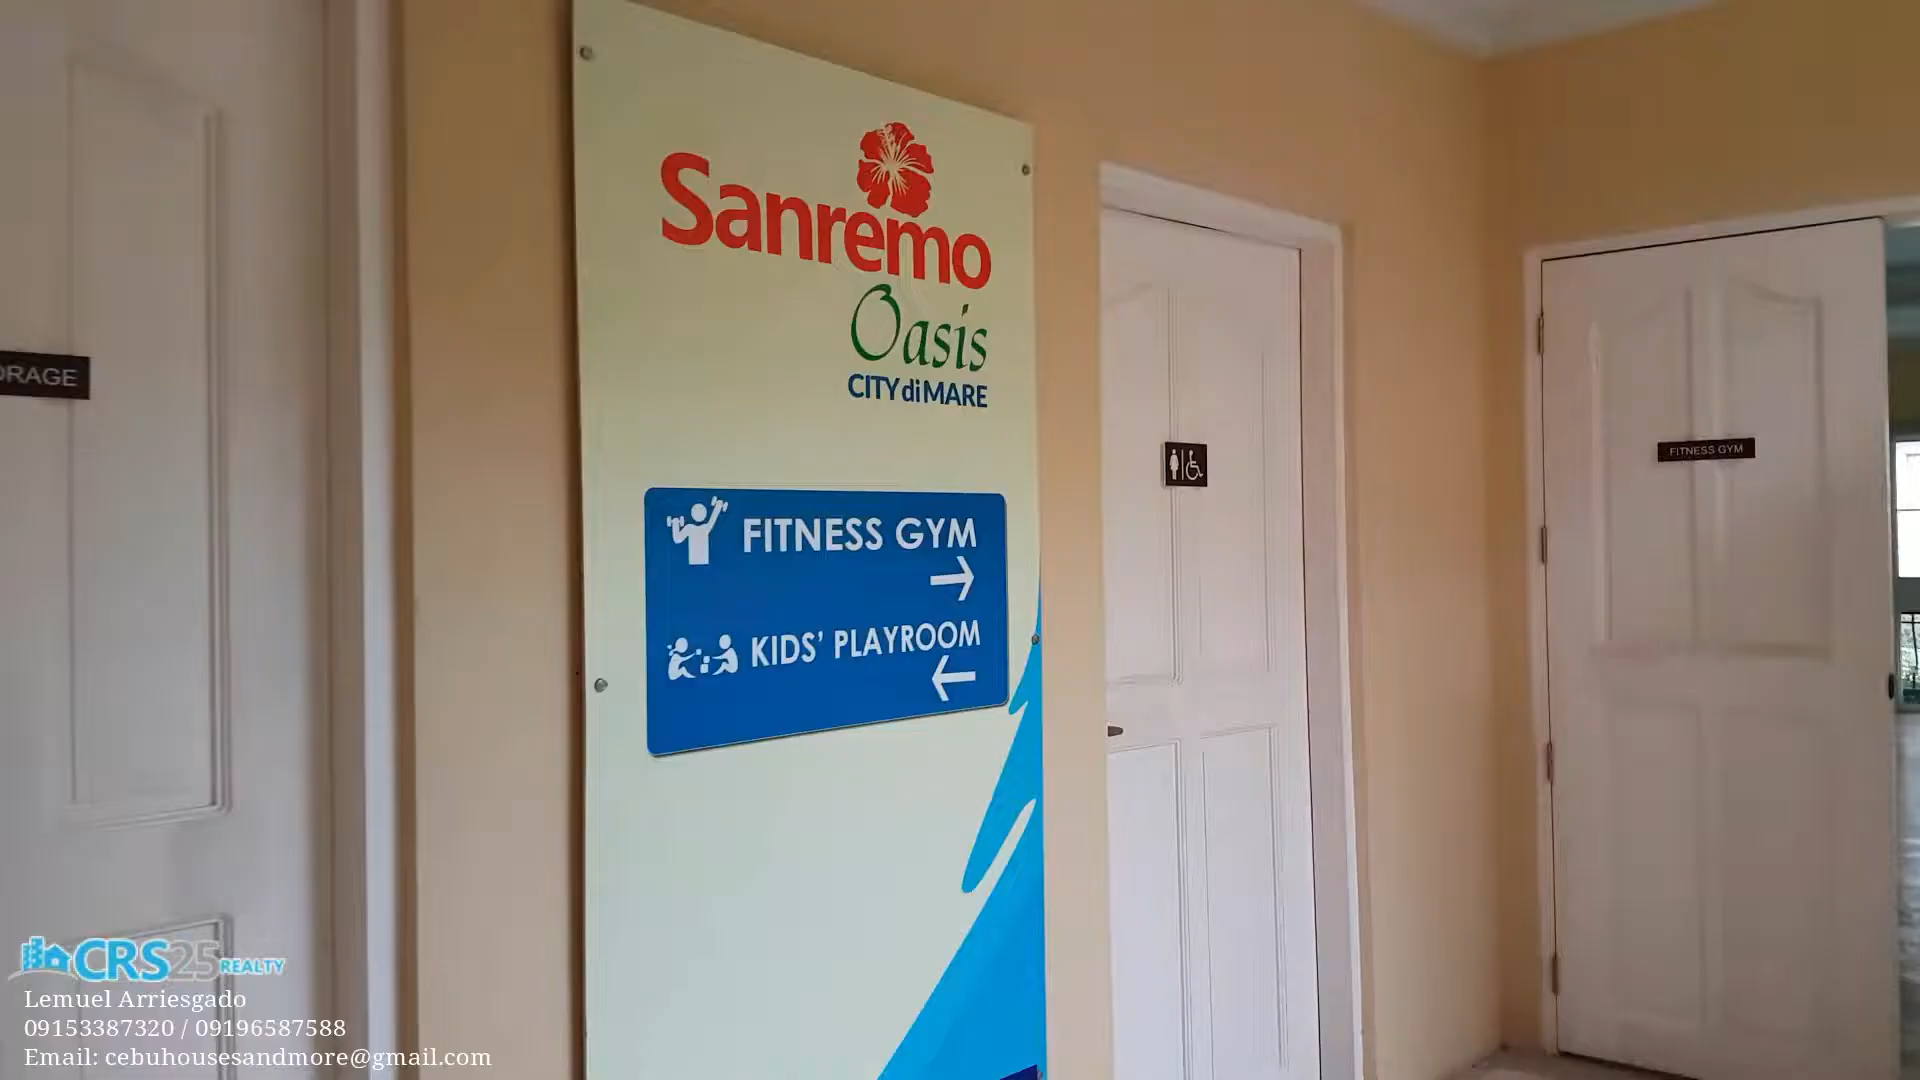 ORAGE
Sanremo
Oasis
CITY di MARE
FITNESS GYM
KIDS' PLAYROOM
FITNESS GYM
CRS25 REALTY
Lemuel Arriesgado
09153387320 / 09196587588
Email: cebuhousesandmore@gmail.com